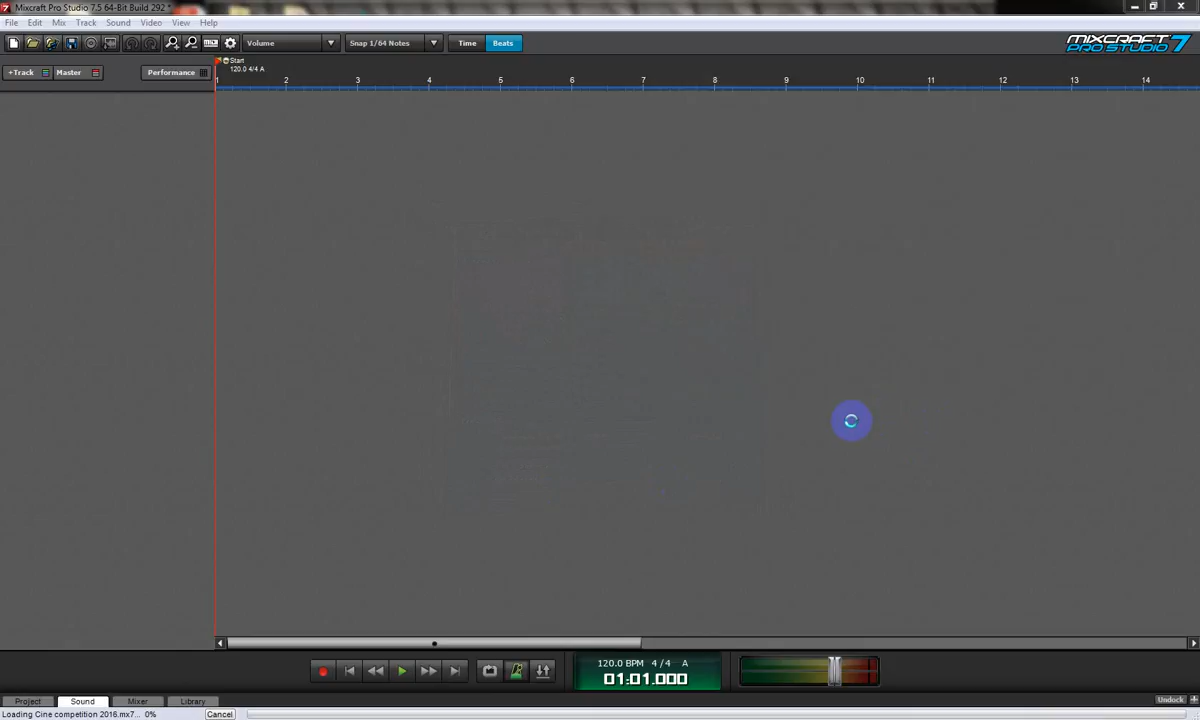 Mixcraft Pro Studio 7.5 64-Bit Build 292 *
File Edit Mix Track Sound Video View Help
Volume Snap 1/64 Notes Time Beats MIXCRAFT PRO STUDIO 7
Start
120.0 4/4 A
+Track Master Performance
1 2 3 4 5 6 7 8 9 10 11 12 13 14
120.0 BPM 4/4 A
01:01.000
Project Sound Mixer Library Undock
Loading Cine competition 2016.mx7... 0% Cancel